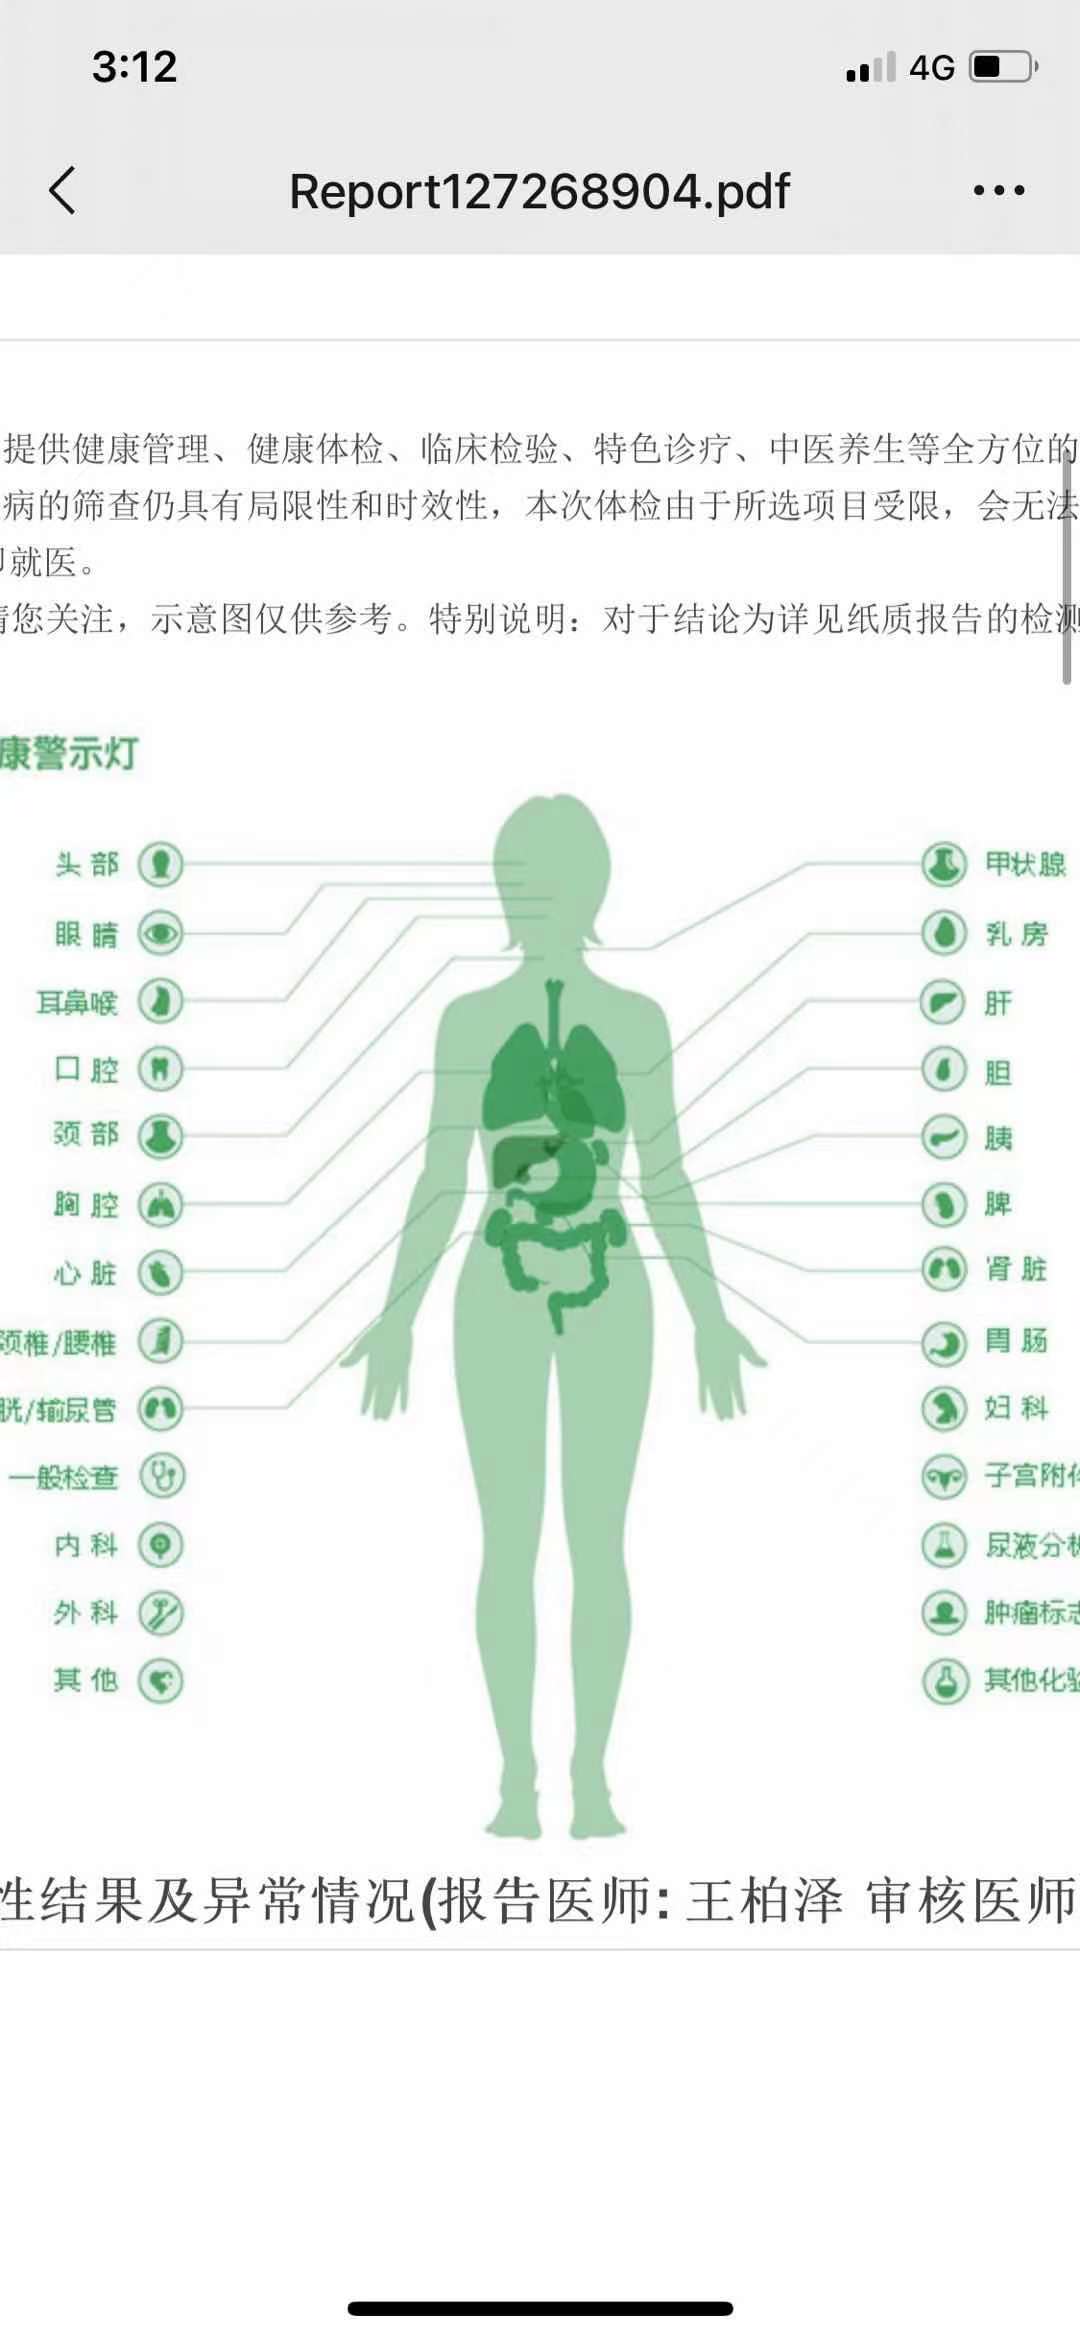 3:12
4G
Report127268904.pdf
提供健康管理、健康体检、临床检验、特色诊疗、中医养生等全方位的
病的筛查仍具有局限性和时效性，本次体检由于所选项目受限，会无法
就医。
您关注，示意图仅供参考。特别说明：对于结论为详见纸质报告的检测
康警示灯
头部
甲状腺
眼睛
乳房
耳鼻喉
肝
口腔
胆
颈部
胰
胸腔
脾
心脏
肾脏
颈椎/腰椎
胃肠
胱/输尿管
妇科
一般检查
子宫附件
内科
尿液分析
外科
肿瘤标志
其他
其他化验
性结果及异常情况(报告医师: 王柏泽 审核医师